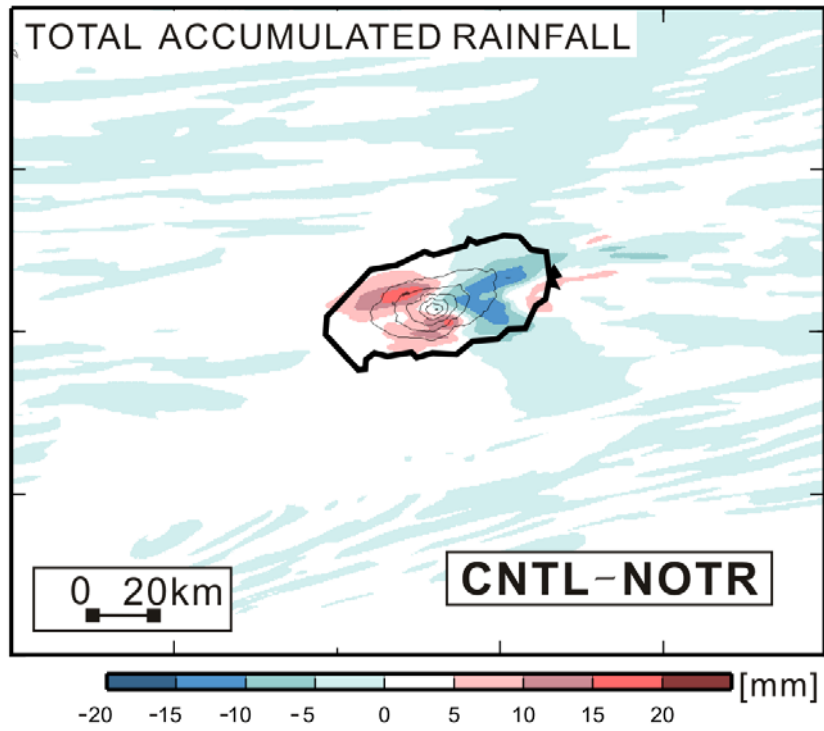 TOTAL ACCUMULATED RAINFALL
0 20km
CNTL-NOTR
[mm]
-20 -15 -10 -5 0 5 10 15 20